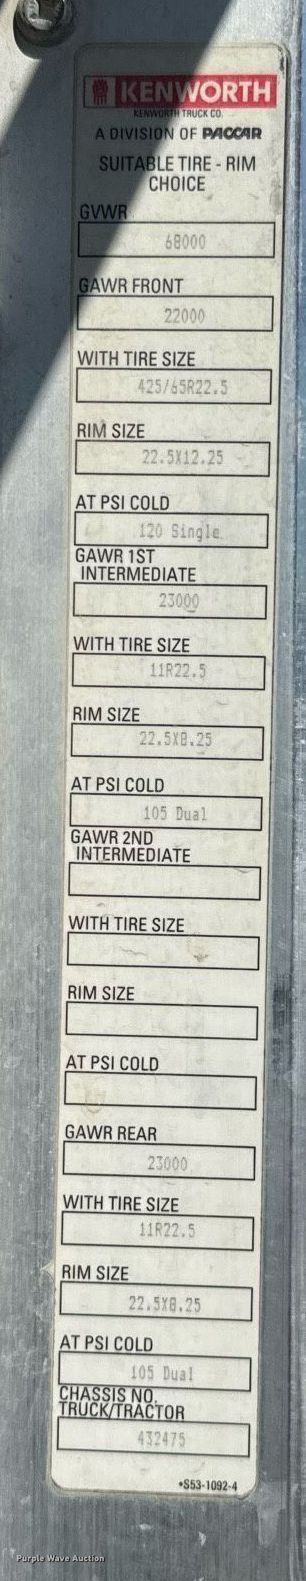 KENWORTH
KENWORTH TRUCK CO.
A DIVISION OF PACCAR
SUITABLE TIRE - RIM
CHOICE
GVWR
68000
GAWR FRONT
22000
WITH TIRE SIZE
425/65R22.5
RIM SIZE
22.5X12.25
AT PSI COLD
120 Single
GAWR 1ST
INTERMEDIATE
23000
WITH TIRE SIZE
11R22.5
RIM SIZE
22.5X8.25
AT PSI COLD
105 Dual
GAWR 2ND
INTERMEDIATE
WITH TIRE SIZE
RIM SIZE
AT PSI COLD
GAWR REAR
23000
WITH TIRE SIZE
11R22.5
RIM SIZE
22.5X8.25
AT PSI COLD
105 Dual
CHASSIS NO.
TRUCK/TRACTOR
432475
•S53-1092-4
Purple Wave Auction